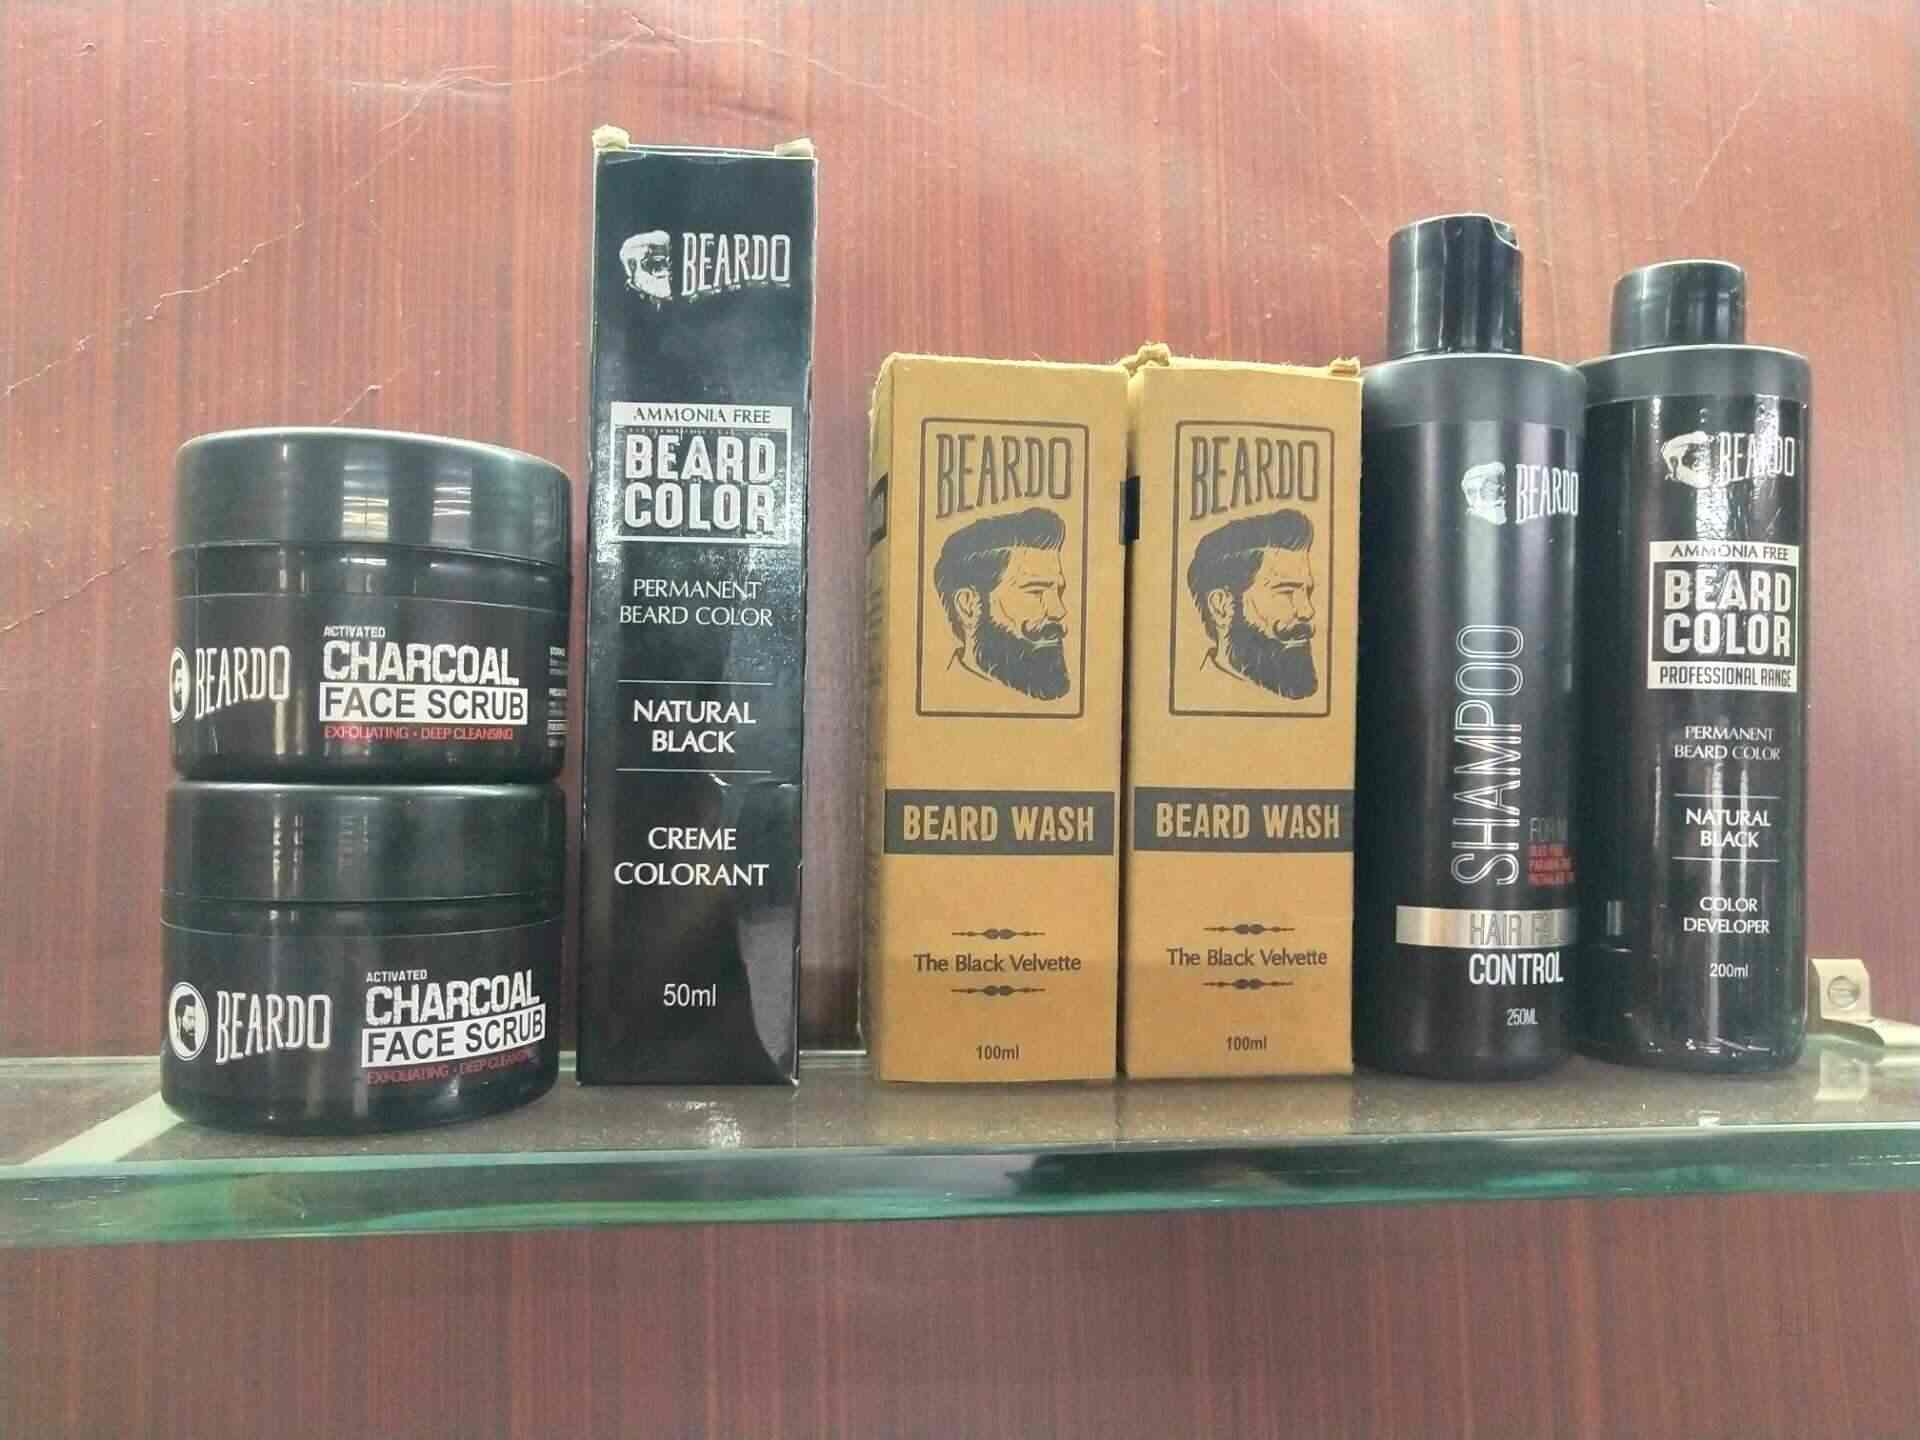 BEARDO
ACTIVATED
CHARCOAL
FACE SCRUB
EXFOLIATING • DEEP CLEANSING
BEARDO
ACTIVATED
CHARCOAL
FACE SCRUB
EXFOLIATING • DEEP CLEANSING
BEARDO
AMMONIA FREE
BEARD
COLOR
PERMANENT
BEARD COLOR
NATURAL
BLACK
CREME
COLORANT
50ml
BEARDO
BEARD WASH
The Black Velvette
100ml
BEARDO
BEARD WASH
The Black Velvette
100ml
BEARDO
SHAMPOO
HAIR
CONTROL
250ML
BEARDO
AMMONIA FREE
BEARD
COLOR
PROFESSIONAL RANGE
PERMANENT
BEARD COLOR
NATURAL
BLACK
COLOR
DEVELOPER
200ml